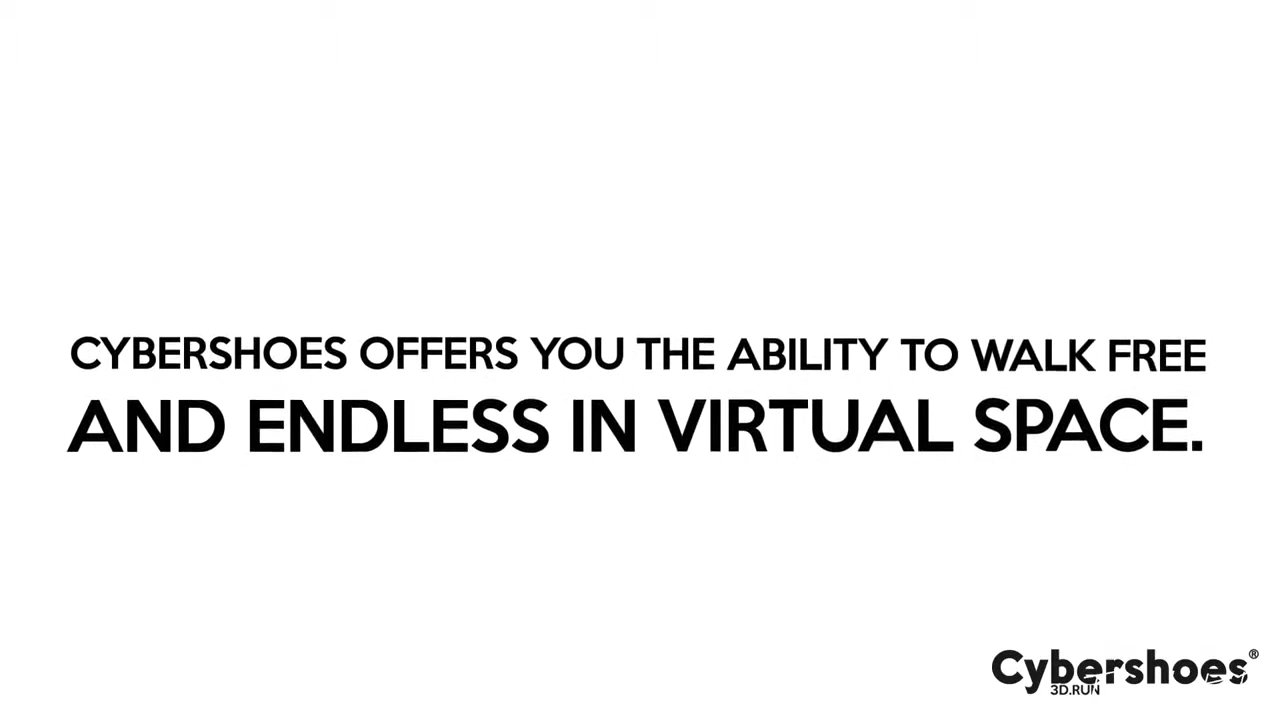 CYBERSHOES OFFERS YOU THE ABILITY TO WALK FREE
AND ENDLESS IN VIRTUAL SPACE.
Cybershoes®
3D.RUN